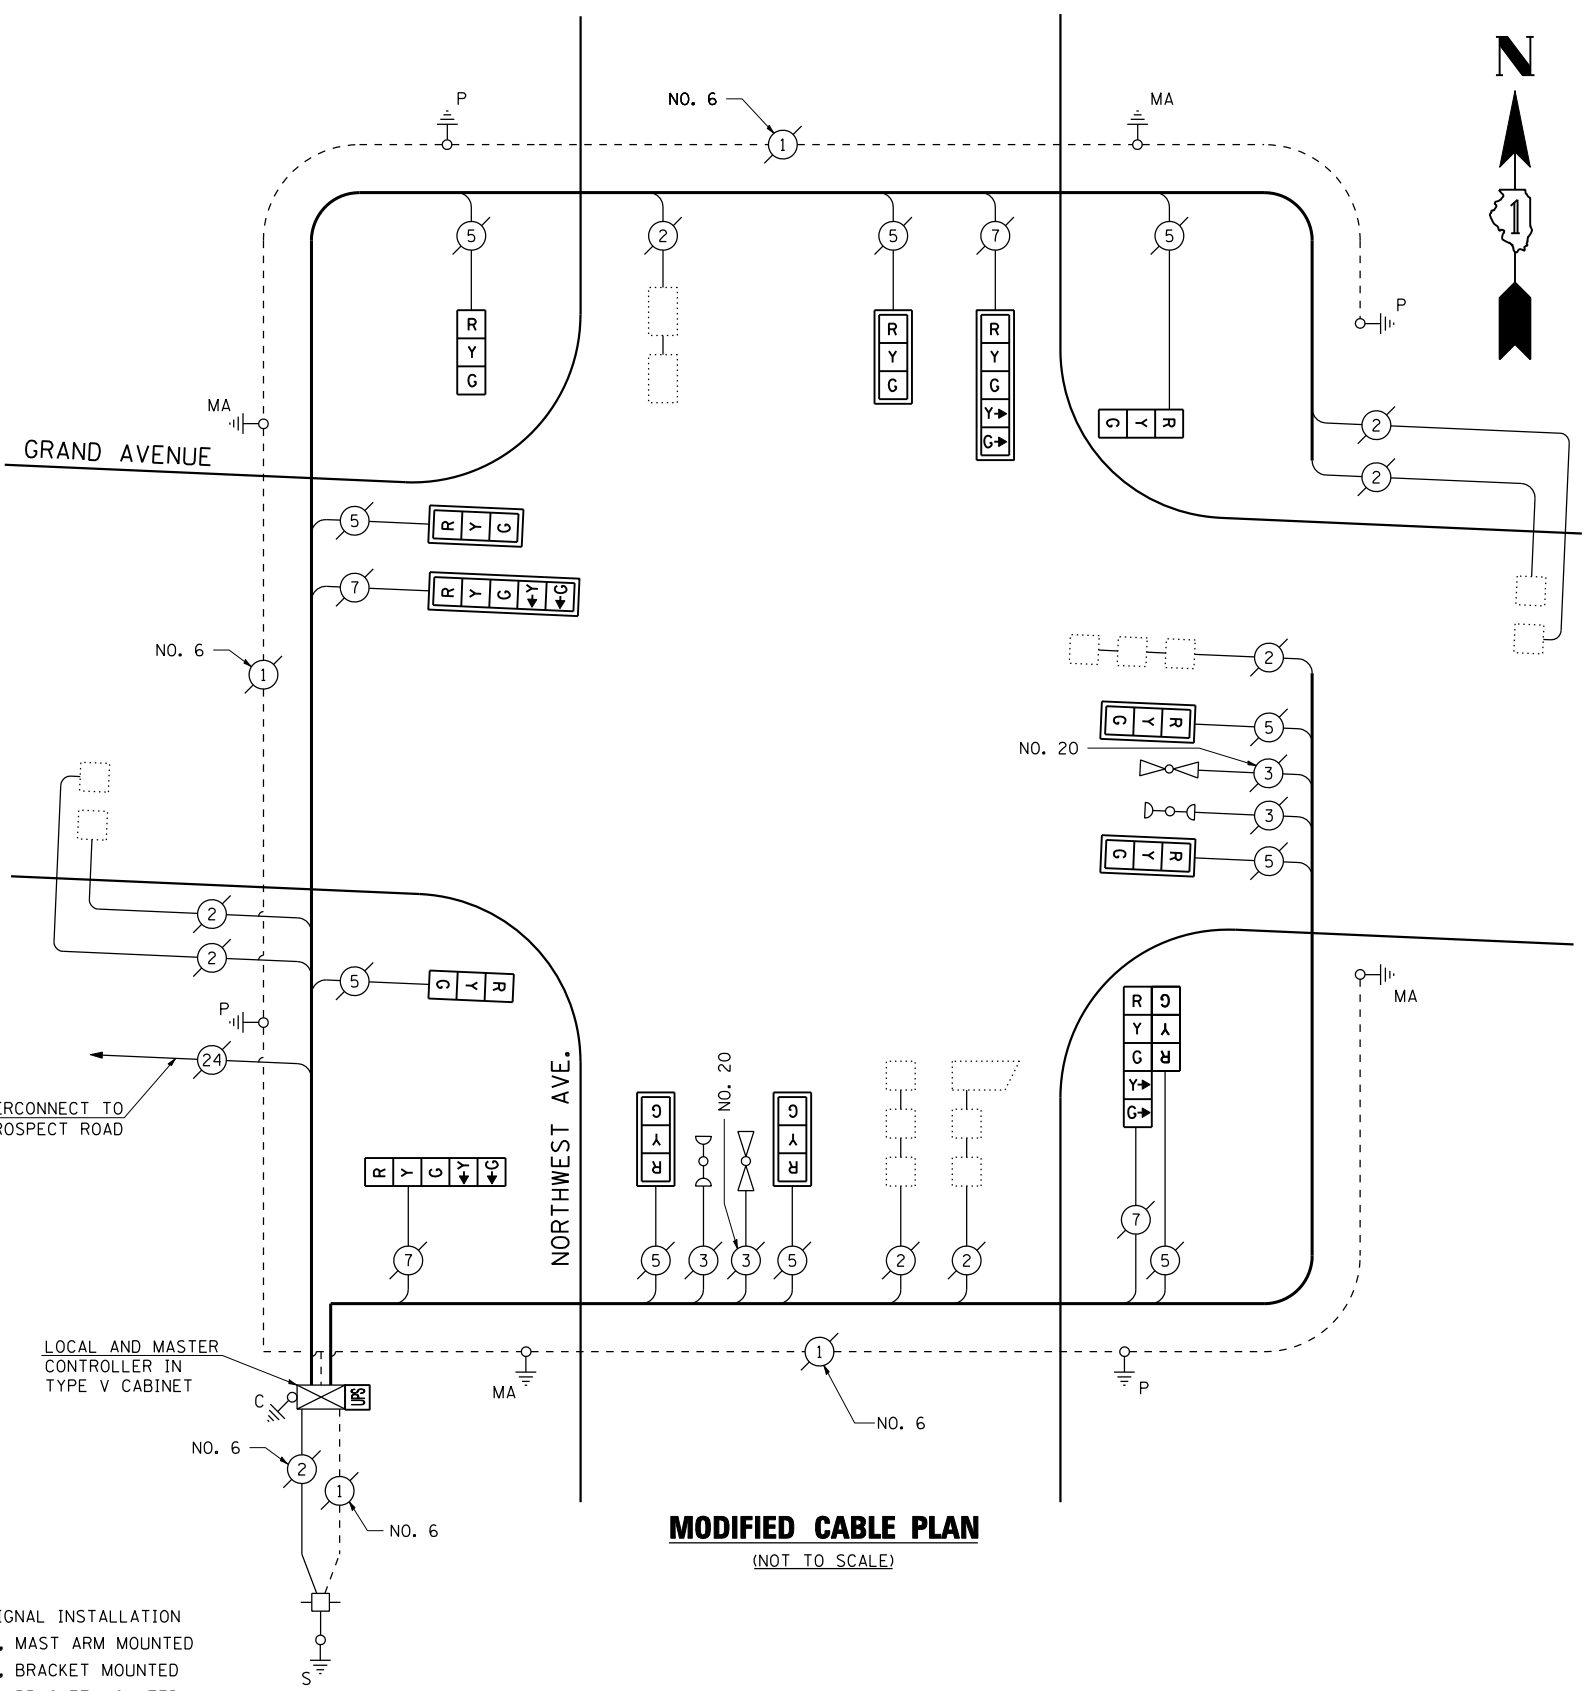 N
P
NO. 6
MA
1
1
5
2
5
7
5
R
Y
G
R
Y
G
R
Y
G
Y
G
R Y G
P
MA
GRAND AVENUE
2
2
5
R Y G
7
R Y G Y G
NO. 6
1
2
5
R Y G
NO. 20
3
3
5
R Y G
2
2
5
R Y G
P
24
MA
ERCONNECT TO
ROSPECT ROAD
NORTHWEST AVE.
NO. 20
R Y G Y G
7
G
Y
R
G
Y
R
5
3
3
5
2
2
R
Y
G
Y
G
G
Y
R
7
5
LOCAL AND MASTER
CONTROLLER IN
TYPE V CABINET
UPS
C
MA
1
P
NO. 6
NO. 6
2
1
NO. 6
MODIFIED CABLE PLAN
(NOT TO SCALE)
S
IGNAL INSTALLATION
, MAST ARM MOUNTED
, BRACKET MOUNTED